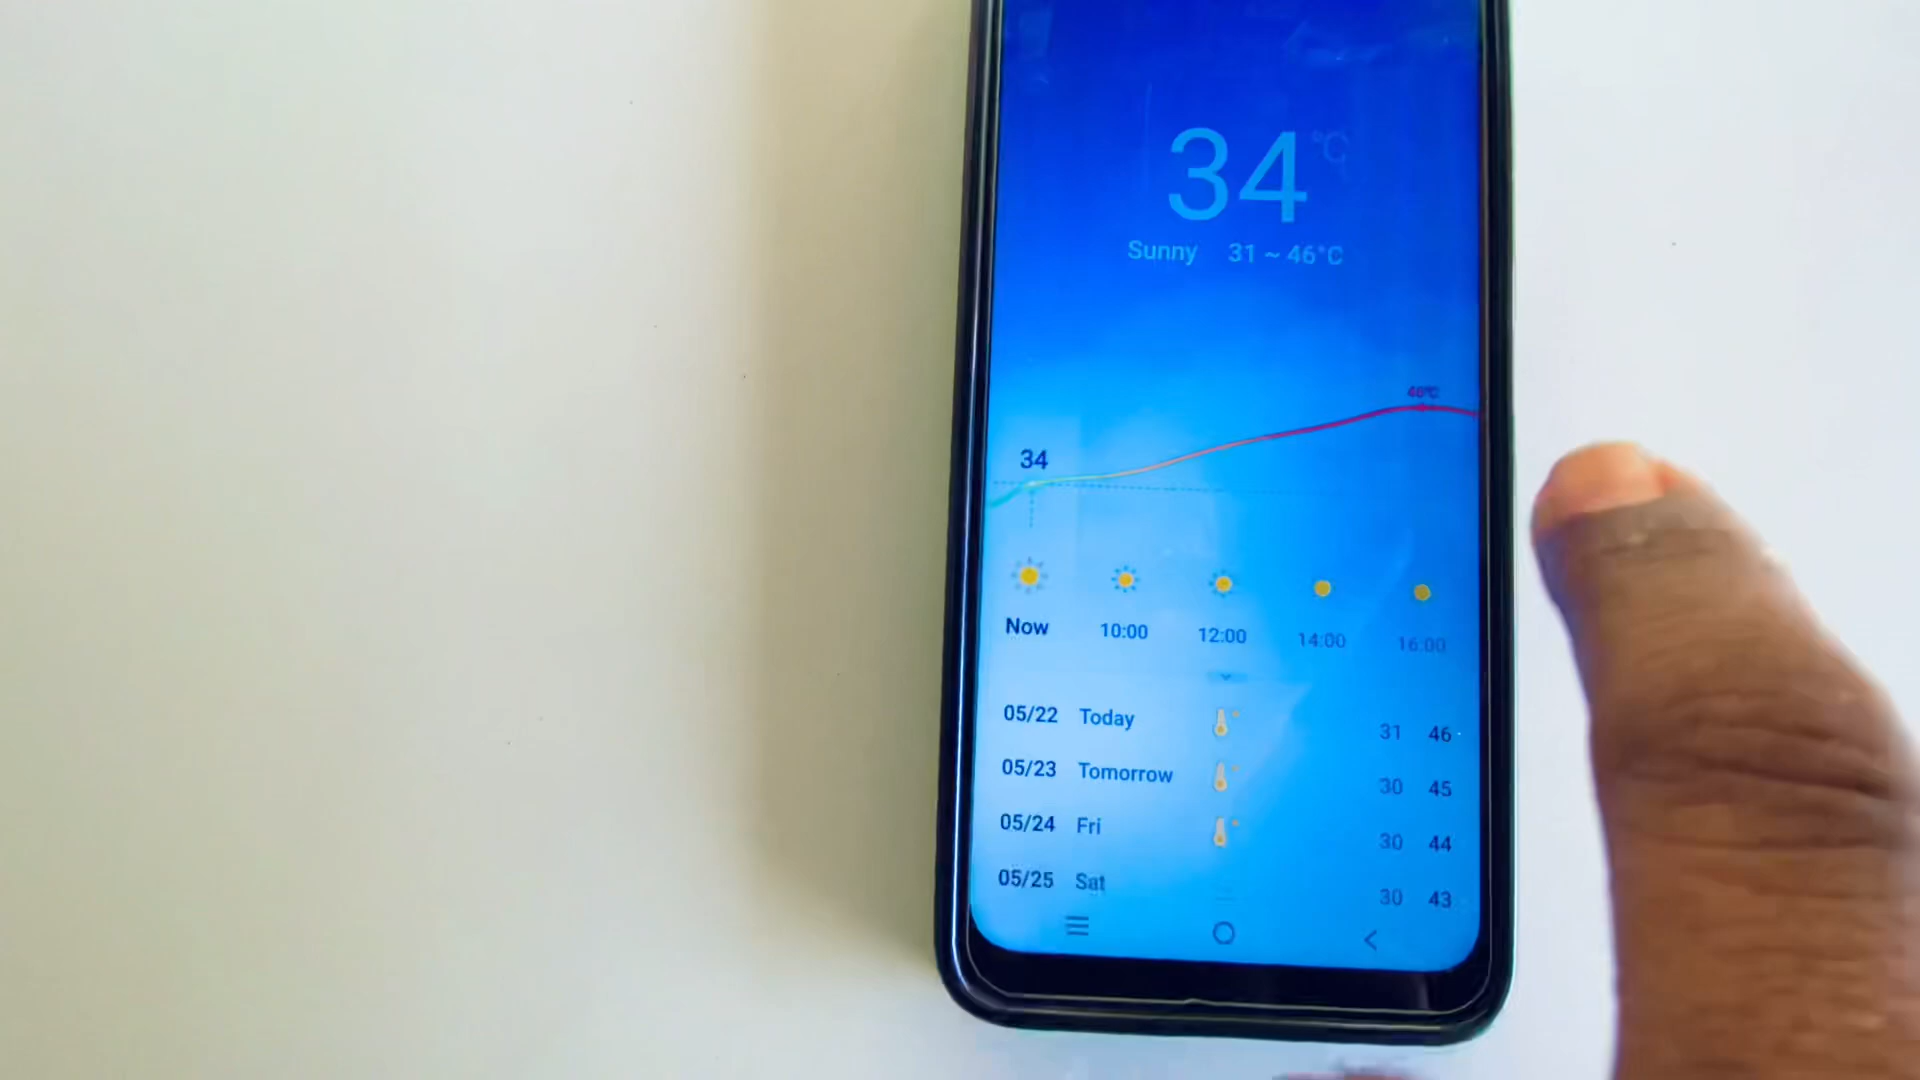 34 °C
Sunny 31 ~ 46°C
46°C
34
Now 10:00 12:00 14:00 16:00
05/22 Today 31 46
05/23 Tomorrow 30 45
05/24 Fri 30 44
05/25 Sat 30 43